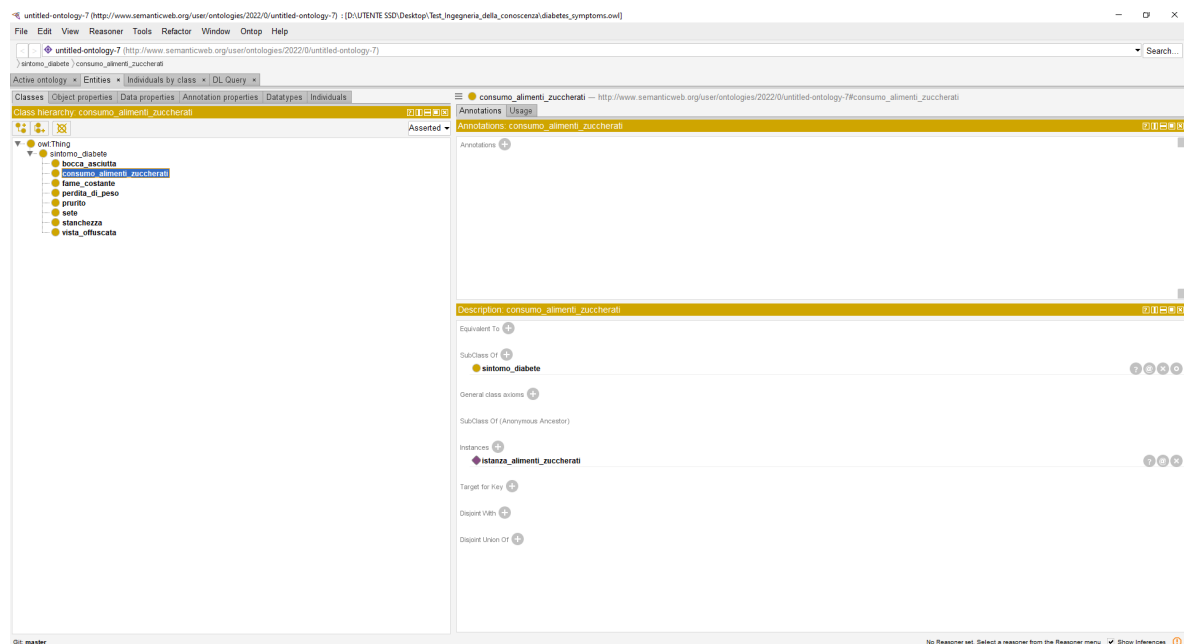 untitled-ontology-7 (http://www.semanticweb.org/user/ontologies/2022/0/untitled-ontology-7) : [D:\UTENTE SSD\Desktop\Test_Ingegneria_della_conoscenza\diabetes_symptoms.owl]
File Edit View Reasoner Tools Refactor Window Ontop Help
< > untitled-ontology-7 (http://www.semanticweb.org/user/ontologies/2022/0/untitled-ontology-7) Search...
sintomo_diabete consumo_alimenti_zuccherati
Active ontology × Entities × Individuals by class × DL Query ×
Classes Object properties Data properties Annotation properties Datatypes Individuals
Class hierarchy: consumo_alimenti_zuccherati
Asserted
owl:Thing
sintomo_diabete
bocca_asciutta
consumo_alimenti_zuccherati
fame_costante
perdita_di_peso
prurito
sete
stanchezza
vista_offuscata
consumo_alimenti_zuccherati — http://www.semanticweb.org/user/ontologies/2022/0/untitled-ontology-7#consumo_alimenti_zuccherati
Annotations Usage
Annotations: consumo_alimenti_zuccherati
Annotations
Description: consumo_alimenti_zuccherati
Equivalent To
SubClass Of
sintomo_diabete
General class axioms
SubClass Of (Anonymous Ancestor)
Instances
istanza_alimenti_zuccherati
Target for Key
Disjoint With
Disjoint Union Of
Git: master
No Reasoner set. Select a reasoner from the Reasoner menu Show Inferences